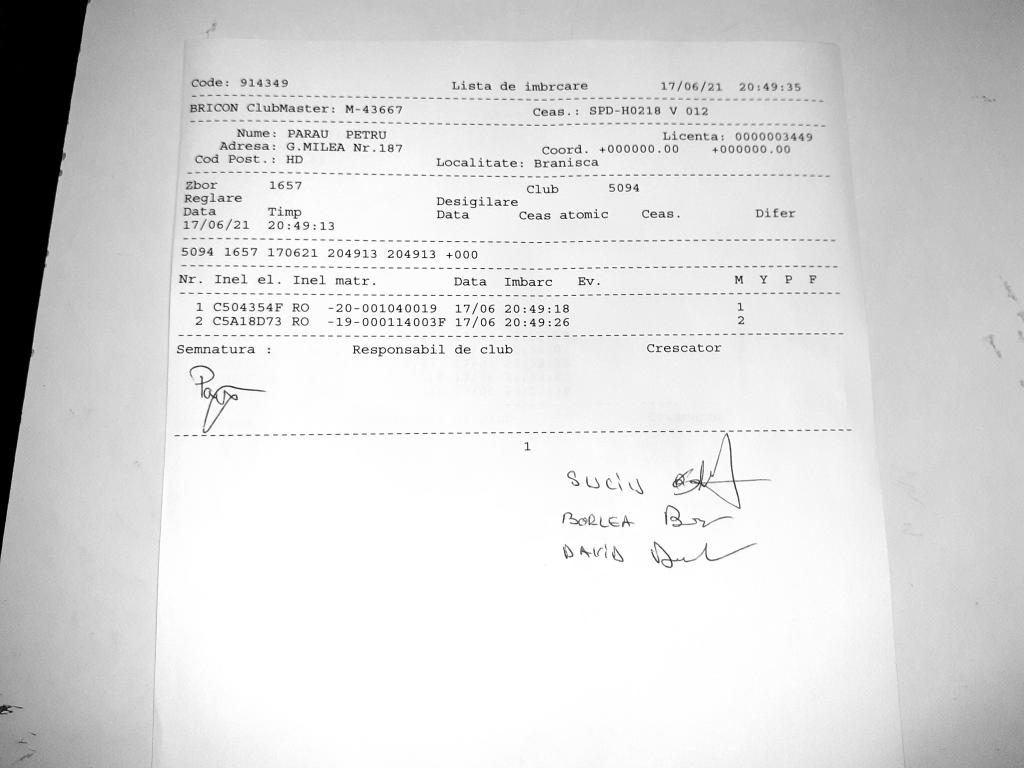 Code: 914349 Lista de imbrcare 17/06/21 20:49:35
BRICON ClubMaster: M-43667 Ceas.: SPD-H0218 V 012
Nume: PARAU PETRU Licenta: 0000003449
Adresa: G.MILEA Nr.187 Coord. +000000.00 +000000.00
Cod Post.: HD Localitate: Branisca
Zbor 1657 Club 5094
Reglare Desigilare
Data Timp Data Ceas atomic Ceas. Difer
17/06/21 20:49:13
5094 1657 170621 204913 204913 +000
Nr. Inel el. Inel matr. Data Imbarc Ev. M Y P F
1 C504354F RO -20-001040019 17/06 20:49:18 1
2 C5A18D73 RO -19-000114003F 17/06 20:49:26 2
Semnatura : Responsabil de club Crescator
1
SUCIU
BORLEA
DAVID